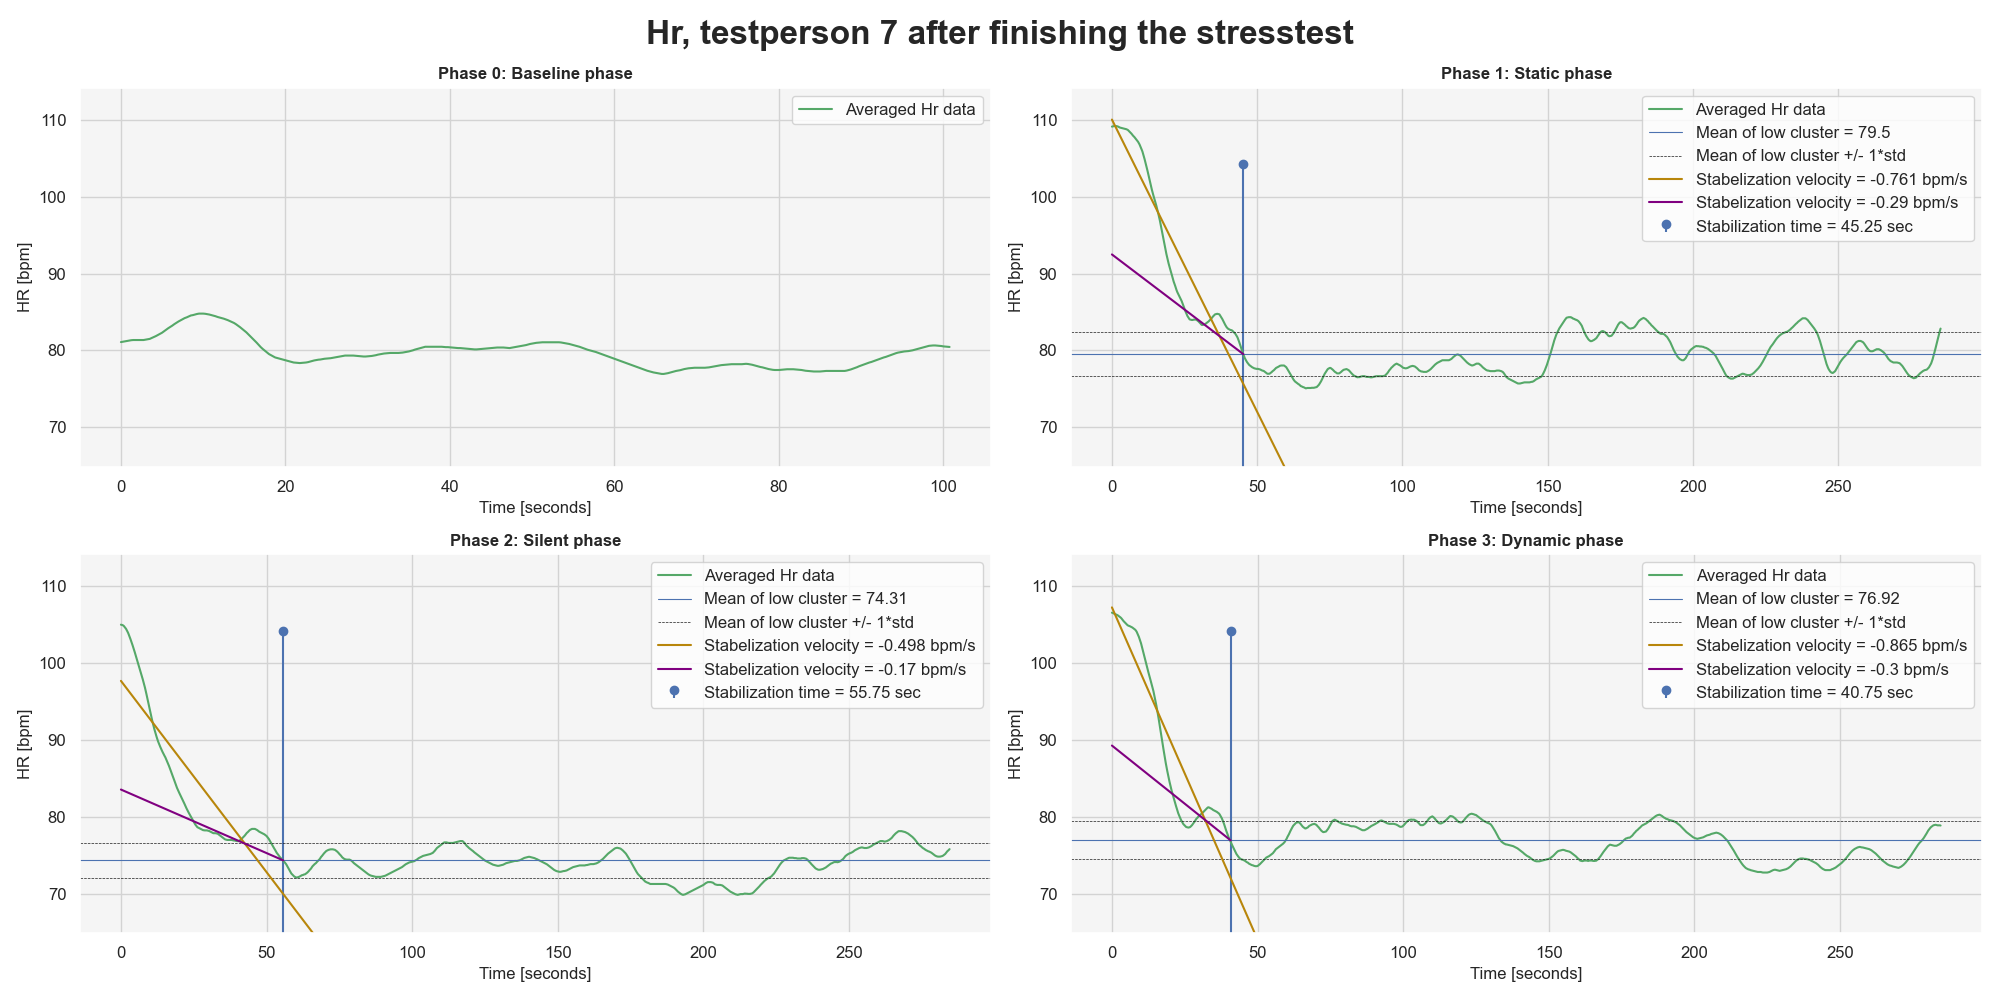 Hr, testperson 7 after finishing the stresstest
Phase 0: Baseline phase
Averaged Hr data
HR [bpm]
110
100
90
80
70
0 20 40 60 80 100
Time [seconds]
Phase 1: Static phase
Averaged Hr data
Mean of low cluster = 79.5
Mean of low cluster +/- 1*std
Stabelization velocity = -0.761 bpm/s
Stabelization velocity = -0.29 bpm/s
Stabilization time = 45.25 sec
HR [bpm]
110
100
90
80
70
0 50 100 150 200 250
Time [seconds]
Phase 2: Silent phase
Averaged Hr data
Mean of low cluster = 74.31
Mean of low cluster +/- 1*std
Stabelization velocity = -0.498 bpm/s
Stabelization velocity = -0.17 bpm/s
Stabilization time = 55.75 sec
HR [bpm]
110
100
90
80
70
0 50 100 150 200 250
Time [seconds]
Phase 3: Dynamic phase
Averaged Hr data
Mean of low cluster = 76.92
Mean of low cluster +/- 1*std
Stabelization velocity = -0.865 bpm/s
Stabelization velocity = -0.3 bpm/s
Stabilization time = 40.75 sec
HR [bpm]
110
100
90
80
70
0 50 100 150 200 250
Time [seconds]